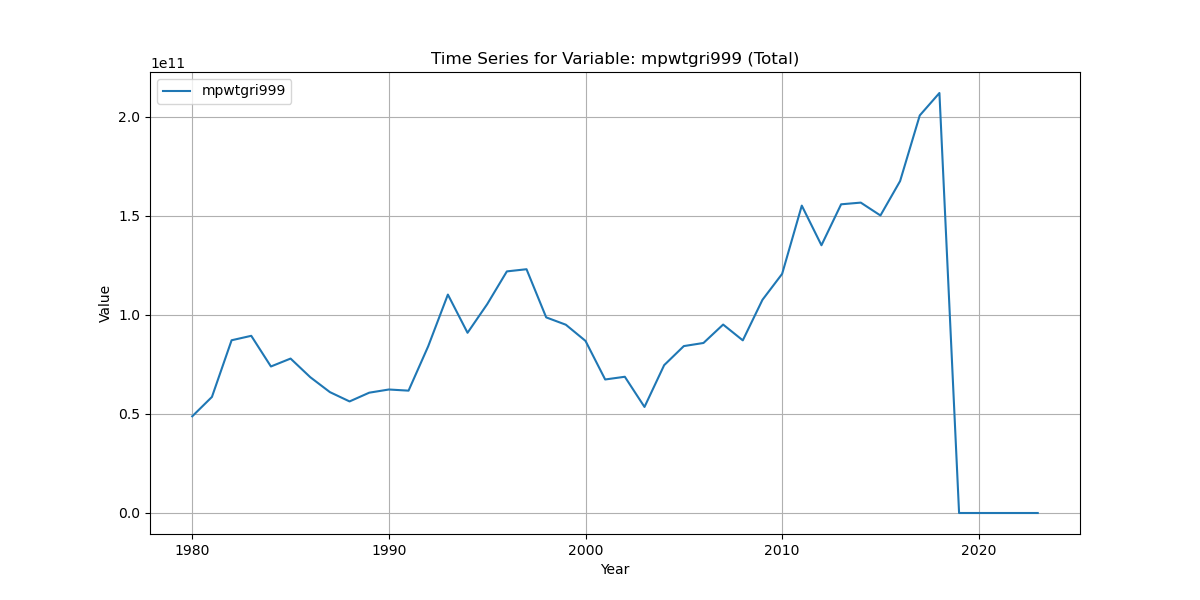 Time Series for Variable: mpwtgri999 (Total)
1e11
mpwtgri999
2.0
1.5
1.0
0.5
0.0
Value
1980 1990 2000 2010 2020
Year